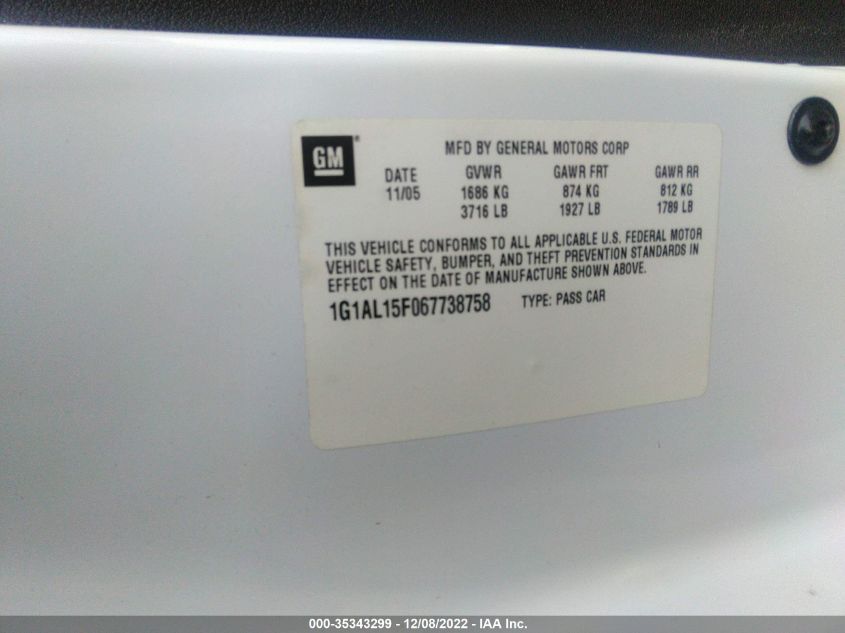 GM®
MFD BY GENERAL MOTORS CORP
DATE GVWR GAWR FRT GAWR RR
11/05 1686 KG 874 KG 812 KG
3716 LB 1927 LB 1789 LB
THIS VEHICLE CONFORMS TO ALL APPLICABLE U.S. FEDERAL MOTOR
VEHICLE SAFETY, BUMPER, AND THEFT PREVENTION STANDARDS IN
EFFECT ON THE DATE OF MANUFACTURE SHOWN ABOVE.
1G1AL15F067738758 TYPE: PASS CAR
000-35343299 - 12/08/2022 - IAA Inc.